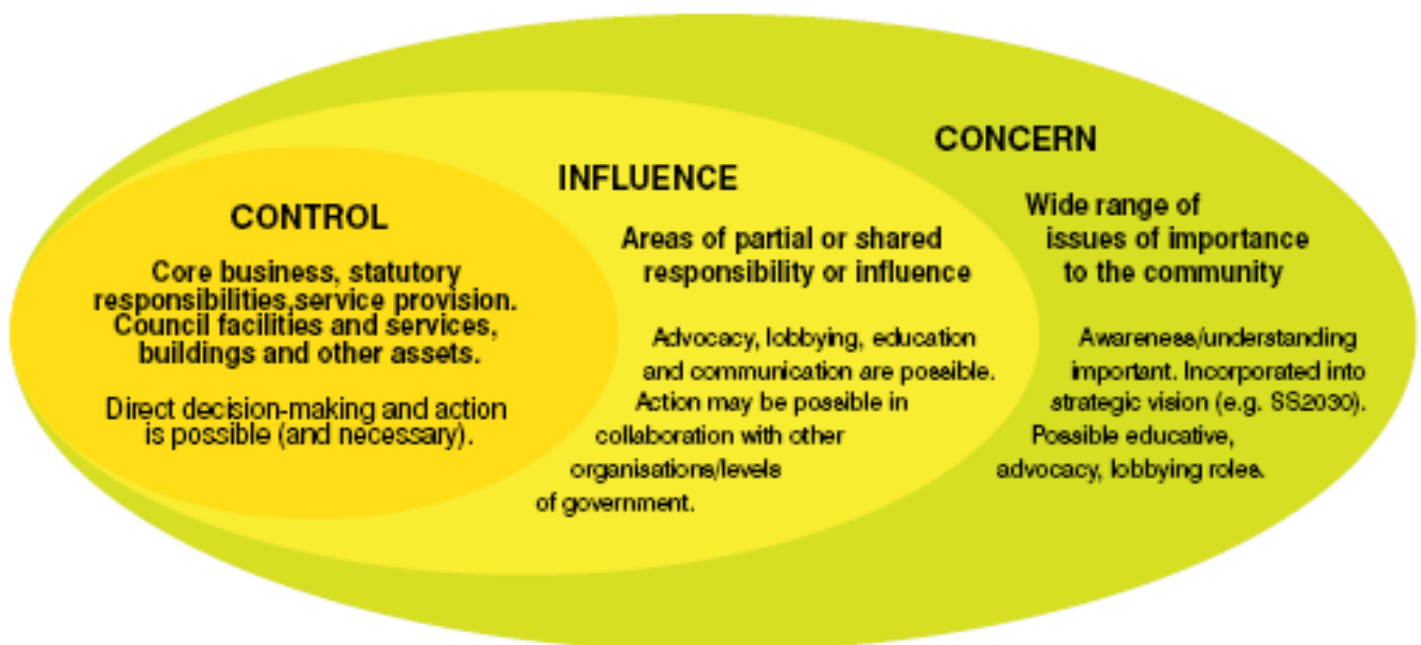 CONTROL
Core business, statutory
responsibilities,service provision.
Council facilities and services,
buildings and other assets.
Direct decision-making and action
is possible (and necessary).
INFLUENCE
Areas of partial or shared
responsibility or influence
Advocacy, lobbying, education
and communication are possible.
Action may be possible in
collaboration with other
organisations/levels
of government.
CONCERN
Wide range of
issues of importance
to the community
Awareness/understanding
important. Incorporated into
strategic vision (e.g. SS2030).
Possible educative,
advocacy, lobbying roles.